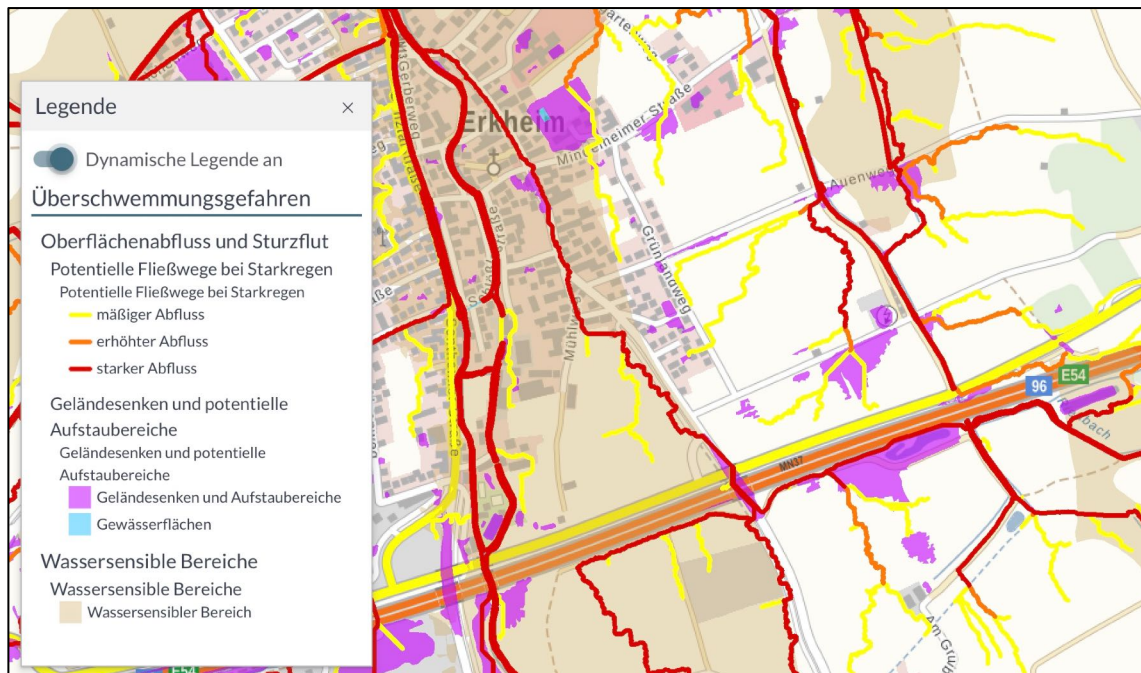 Legende ×
Dynamische Legende an
Überschwemmungsgefahren
Oberflächenabfluss und Sturzflut
Potentielle Fließwege bei Starkregen
Potentielle Fließwege bei Starkregen
mäßiger Abfluss
erhöhter Abfluss
starker Abfluss
Geländesenken und potentielle
Aufstaubereiche
Geländesenken und potentielle
Aufstaubereiche
Geländesenken und Aufstaubereiche
Gewässerflächen
Wassersensible Bereiche
Wassersensible Bereiche
Wassersensibler Bereich
Gerberweg
Erkheim
Auenweg
Grünlandweg
96
E54
MN37
E54